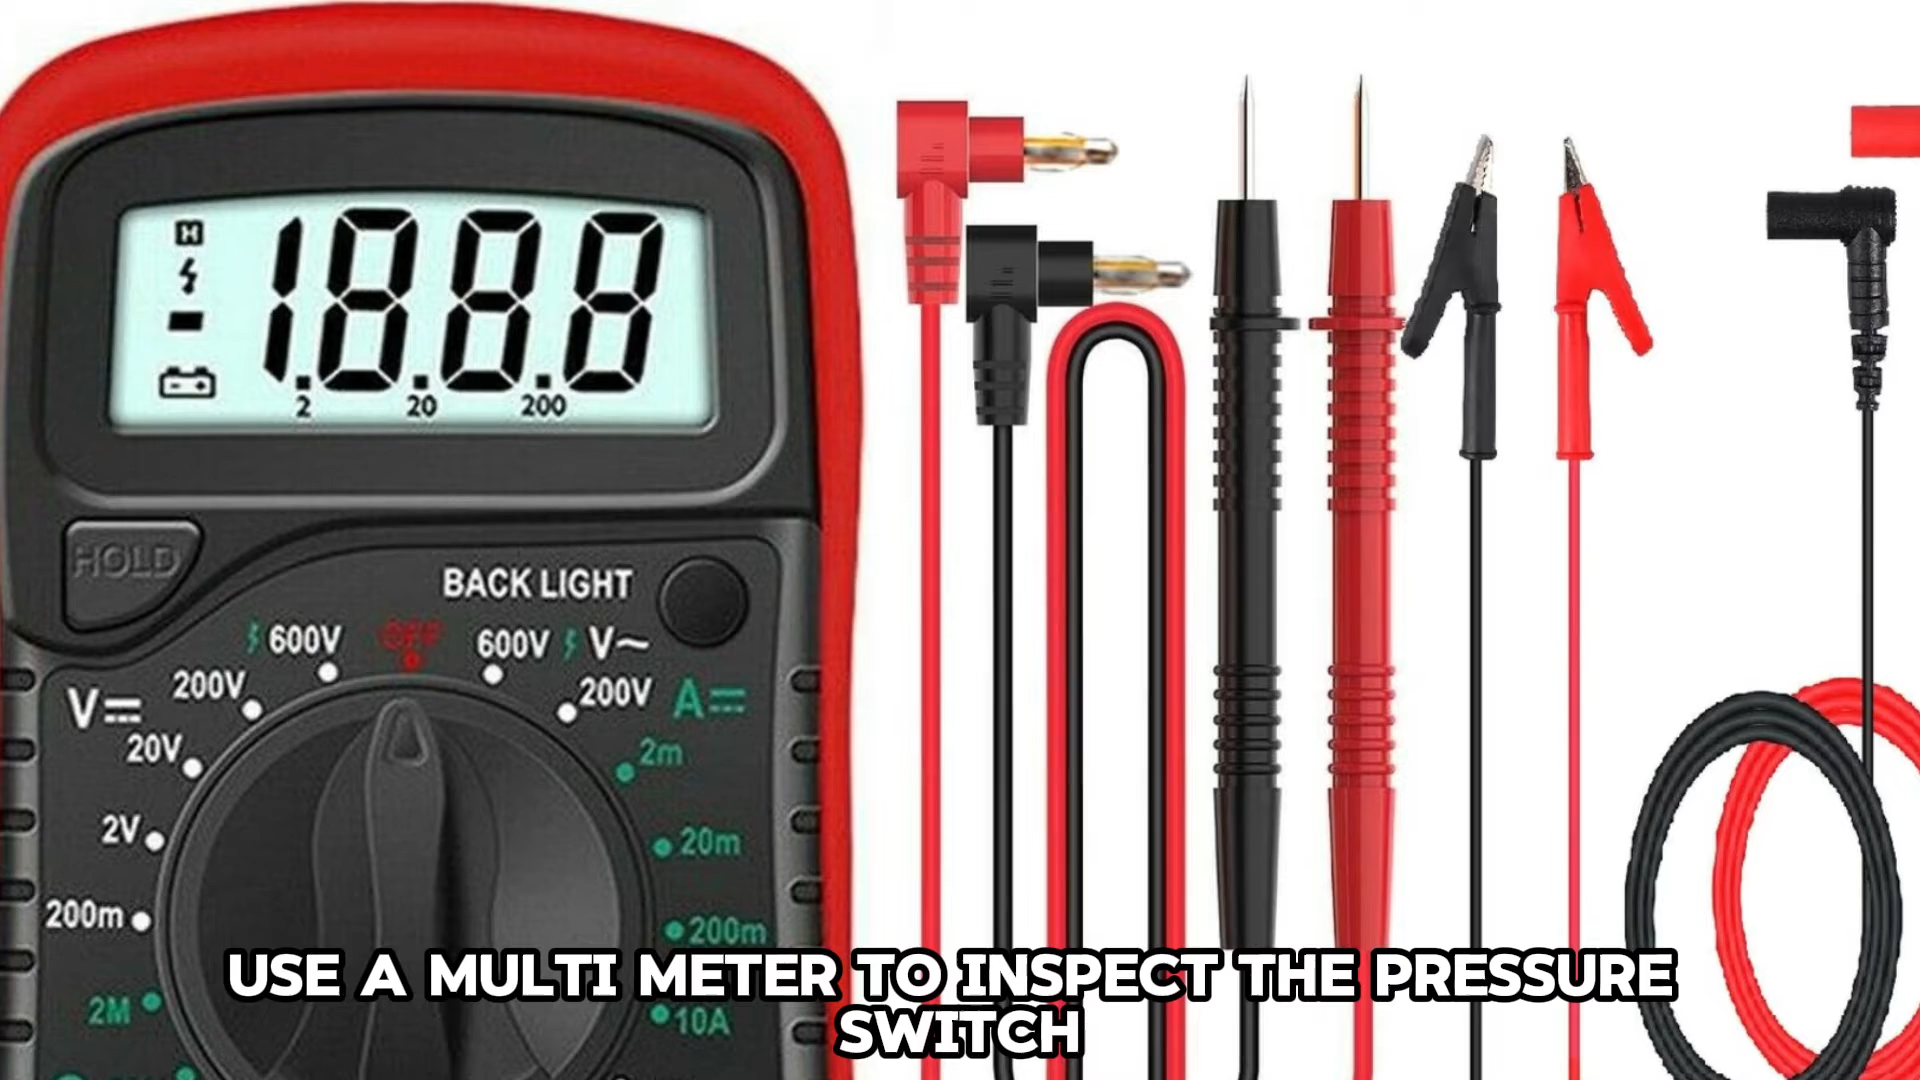 H
1.8.8.8
2 20 200
HOLD
BACK LIGHT
600V OFF 600V V~
200V 200V A
V
20V 2m
2V 20m
200m 200m
2M 10A
USE A MULTI METER TO INSPECT THE PRESSURE
SWITCH